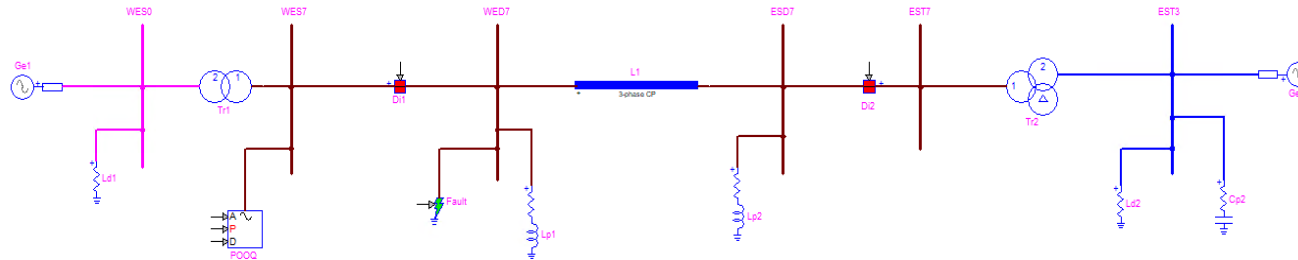 WES0
WES7
WED7
ESD7
EST7
EST3
Ge1
+
2
1
Tr1
+
Di1
L1
3-phase CP
+
Di2
1
2
Tr2
+
Ld1
A
P
D
POOQ
Fault
+
Lp1
+
Lp2
+
Ld2
+
Cp2
+
Ge